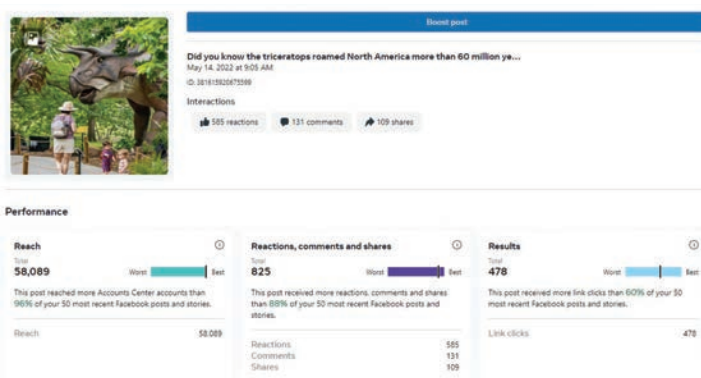 Boost post
Did you know the triceratops roamed North America more than 60 million ye...
May 14, 2022 at 9:05 AM
Interactions
585 reactions
131 comments
109 shares
Performance
Reach
Total
58,089
Worst
Best
This post reached more Accounts Center accounts than
96% of your 50 most recent Facebook posts and stories.
Reach
58.089
Reactions, comments and shares
Total
825
Worst
Best
This post received more reactions, comments and shares
than 88% of your 50 most recent Facebook posts and
stories.
Reactions
585
Comments
131
Shares
109
Results
Total
478
Worst
Best
This post received more link clicks than 60% of your 50
most recent Facebook posts and stories.
Link clicks
478